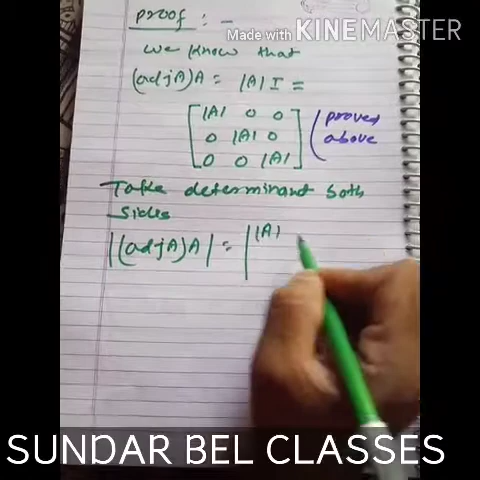 Made with KINEMASTER
proof :-
we know that
(adjA)A = |A| I =
|A| 0 0
0 |A| 0
0 0 |A|
(proved
above
Take determinant both
sides
|(adjA)A| = | |A|
SUNDAR BEL CLASSES